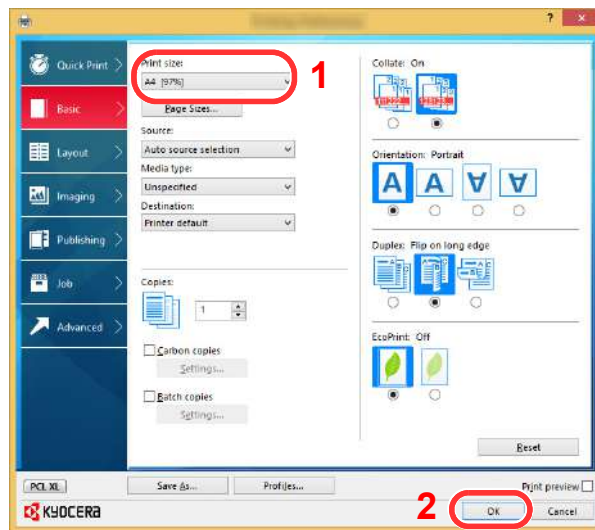 ?
Quick Print
Basic
Layout
Imaging
Publishing
Job
Advanced
Print size:
A4 [97%]
1
Page Sizes...
Source:
Auto source selection
Media type:
Unspecified
Destination:
Printer default
Copies:
1
Carbon copies
Settings...
Batch copies
Settings...
Collate: On
Orientation: Portrait
A A A A
Duplex: Flip on long edge
EcoPrint: Off
Reset
PCL XL
Save As...
Profiles...
Print preview
KYOCERA
2
OK
Cancel